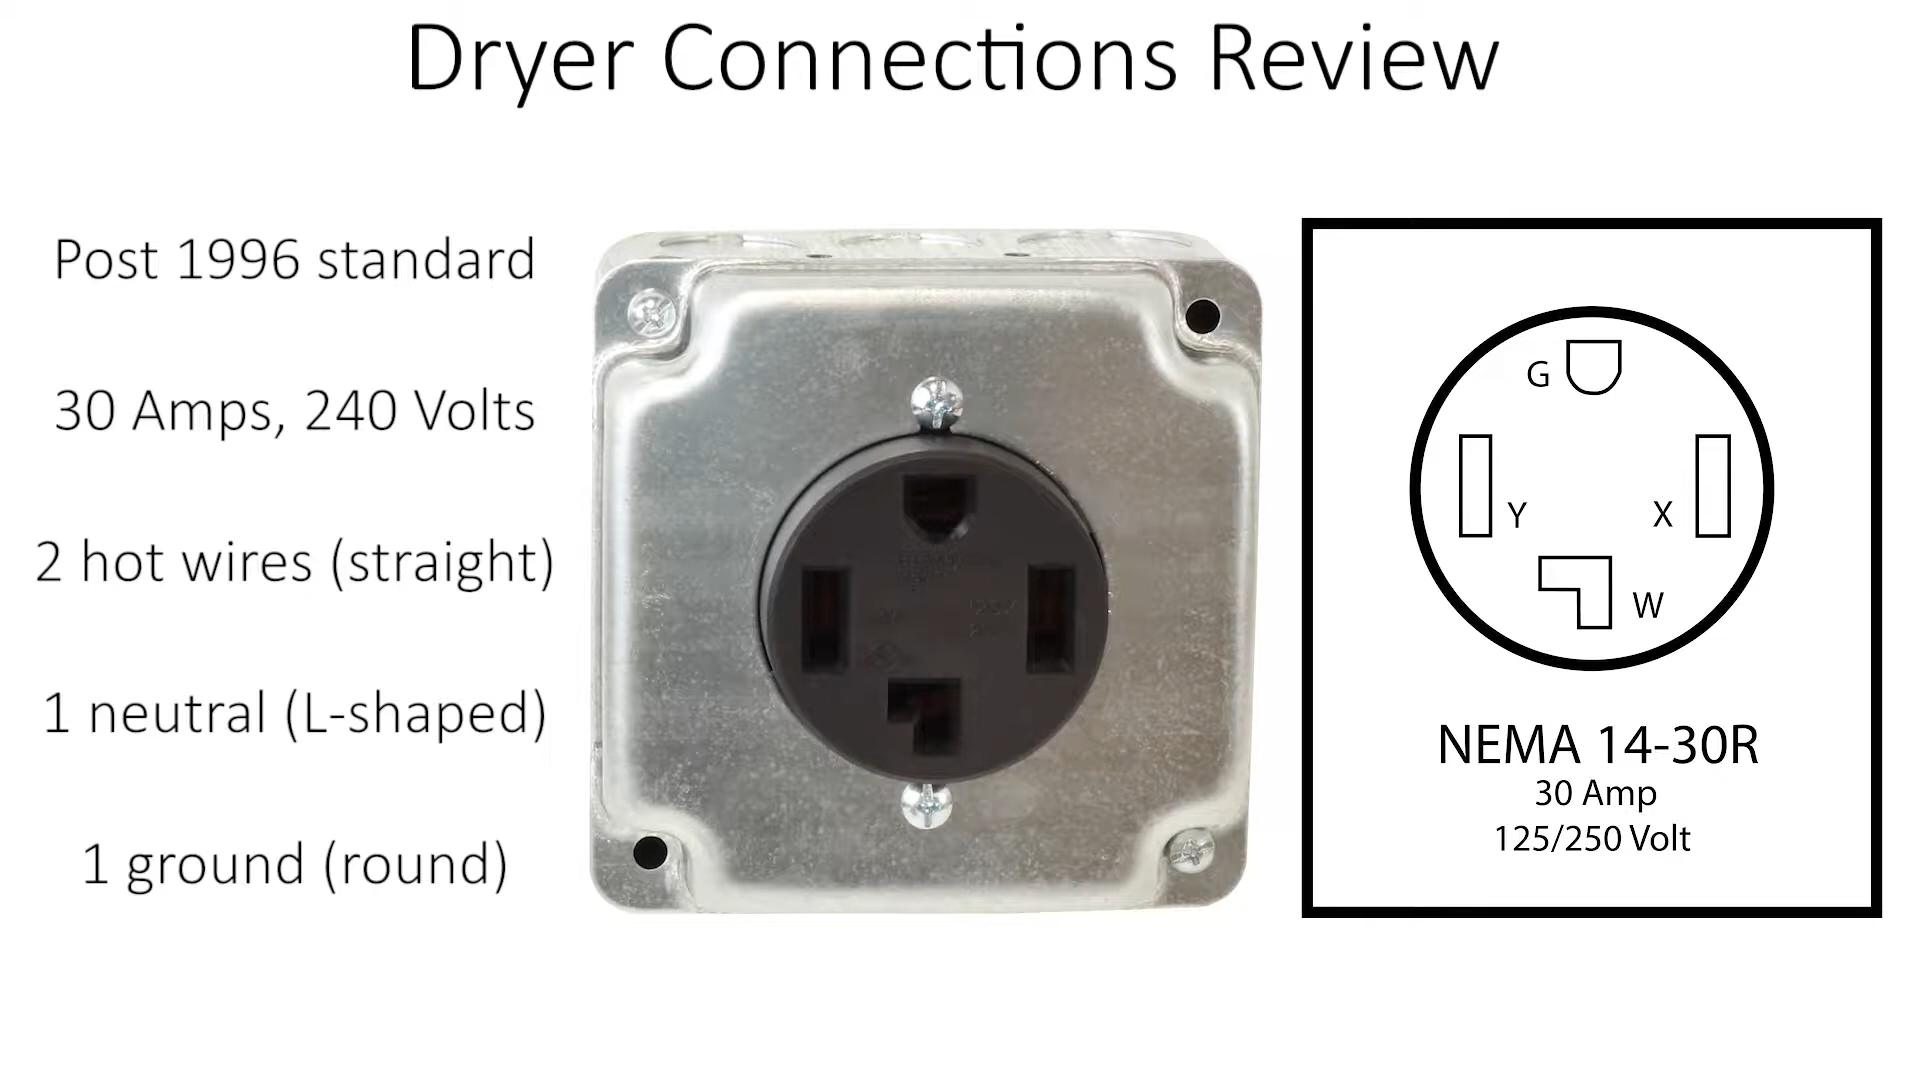 Dryer Connections Review
Post 1996 standard
30 Amps, 240 Volts
2 hot wires (straight)
1 neutral (L-shaped)
1 ground (round)
G
Y
X
W
NEMA 14-30R
30 Amp
125/250 Volt